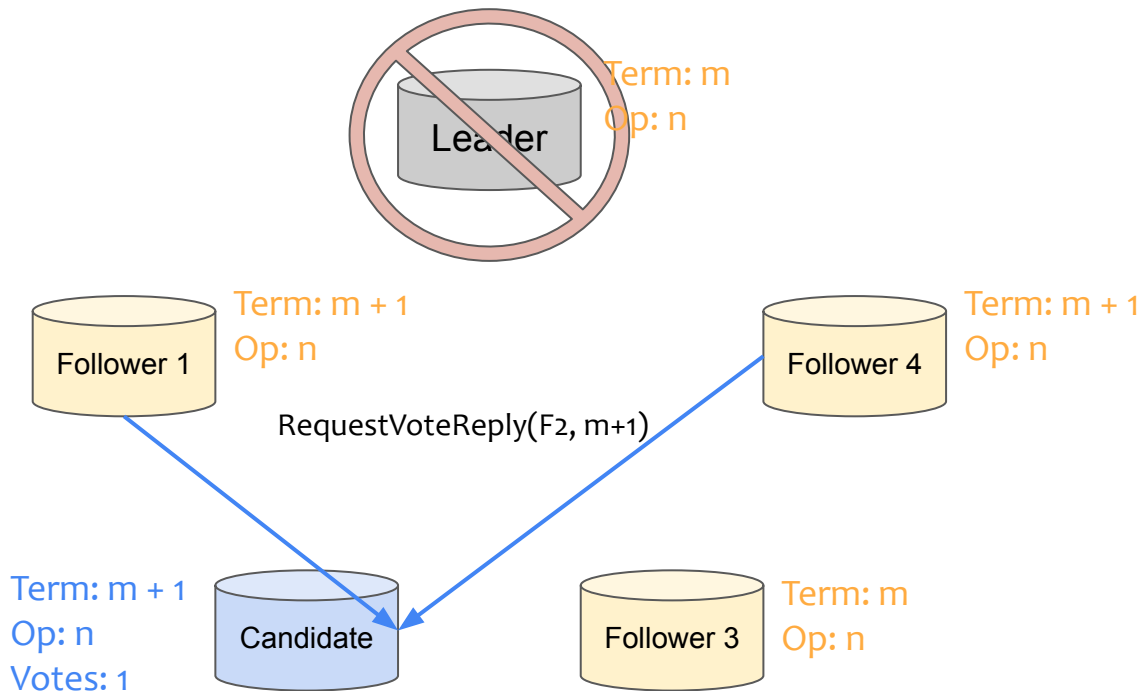 Term: m
Op: n
Leader
Term: m + 1
Op: n
Follower 1
Term: m + 1
Op: n
Follower 4
RequestVoteReply(F2, m+1)
Term: m + 1
Op: n
Votes: 1
Candidate
Follower 3
Term: m
Op: n